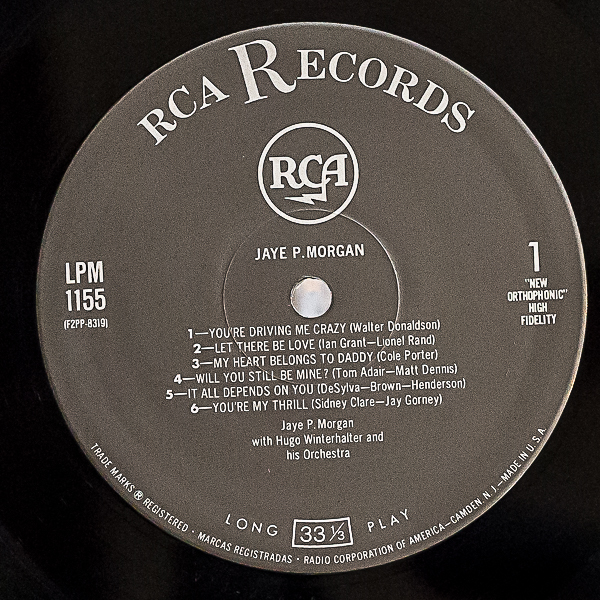 RCA RECORDS
RCA
JAYE P. MORGAN
LPM
1155
(F2PP-8319)
1
"NEW
ORTHOPHONIC"
HIGH
FIDELITY
1—YOU'RE DRIVING ME CRAZY (Walter Donaldson)
2—LET THERE BE LOVE (Ian Grant—Lionel Rand)
3—MY HEART BELONGS TO DADDY (Cole Porter)
4—WILL YOU STILL BE MINE? (Tom Adair—Matt Dennis)
5—IT ALL DEPENDS ON YOU (DeSylva—Brown—Henderson)
6—YOU'RE MY THRILL (Sidney Clare—Jay Gorney)
Jaye P. Morgan
with Hugo Winterhalter and
his Orchestra
LONG 33 1/3 PLAY
TRADE MARKS ® REGISTERED · MARCAS REGISTRADAS · RADIO CORPORATION OF AMERICA—CAMDEN, N.J.—MADE IN U.S.A.